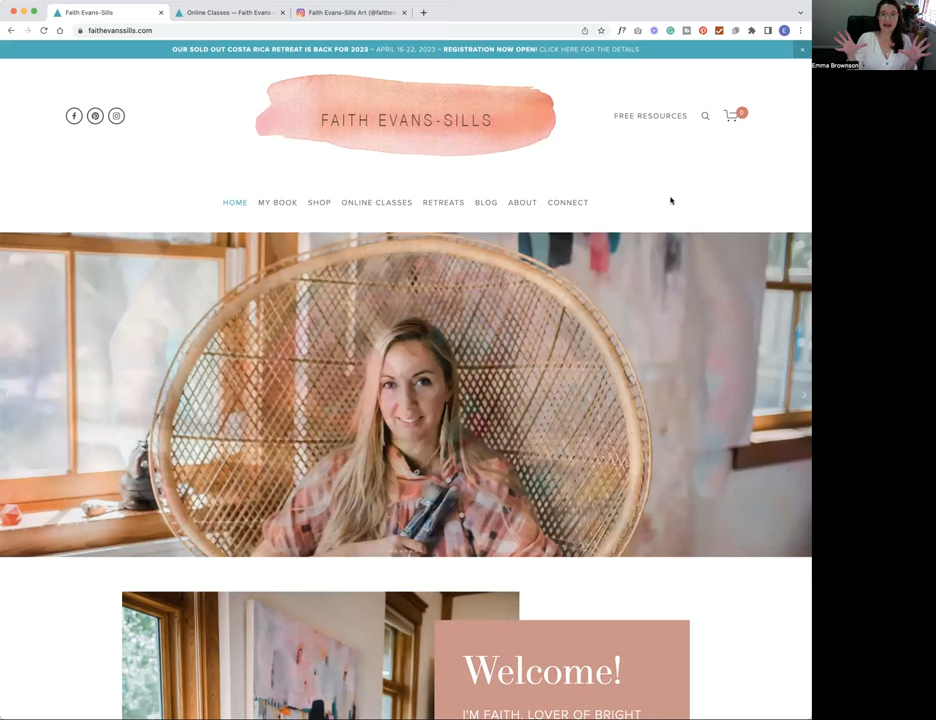 Faith Evans-Sills
Online Classes — Faith Evans-
Faith Evans-Sills Art (@faithe
faithevanssills.com
Emma Brownson
OUR SOLD OUT COSTA RICA RETREAT IS BACK FOR 2023 ~ APRIL 16-22, 2023 ~ REGISTRATION NOW OPEN! CLICK HERE FOR THE DETAILS
FAITH EVANS-SILLS
FREE RESOURCES
0
HOME MY BOOK SHOP ONLINE CLASSES RETREATS BLOG ABOUT CONNECT
Welcome!
I'M FAITH, LOVER OF BRIGHT